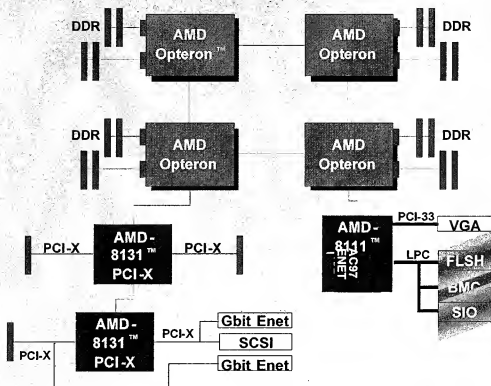 DDR
AMD
Opteron™
AMD
Opteron
DDR
DDR
AMD
Opteron
AMD
Opteron
DDR
PCI-X
AMD-
8131™
PCI-X
PCI-X
AMD-
8111™
AC97
ENET
PCI-33
VGA
LPC
FLSH
BMC
SIO
PCI-X
AMD-
8131™
PCI-X
PCI-X
Gbit Enet
SCSI
Gbit Enet